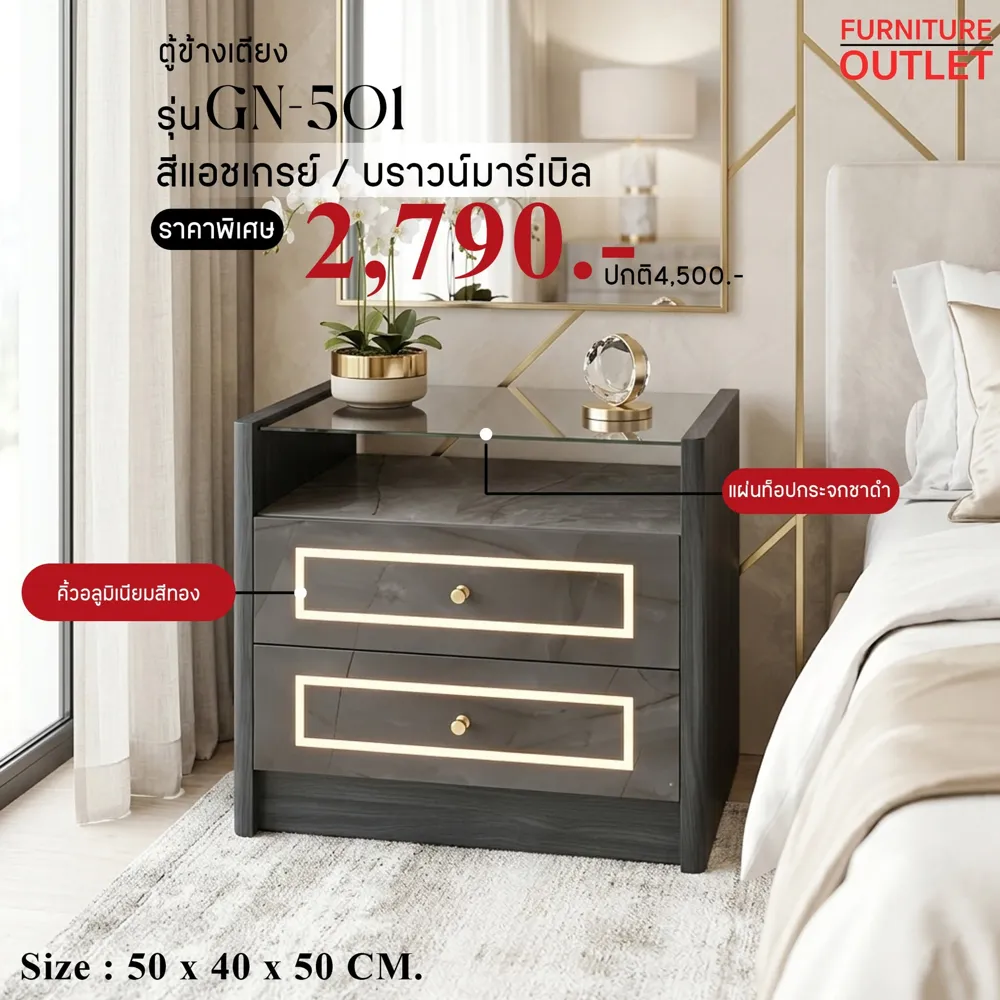 FURNITURE
OUTLET
ตู้ข้างเตียง
รุ่นGN-501
สีแอชเกรย์ / บราวน์มาร์เบิล
ราคาพิเศษ 2,790.-
ปกติ4,500.-
แผ่นท็อปกระจกชาดำ
คิ้วอลูมิเนียมสีทอง
Size : 50 x 40 x 50 CM.